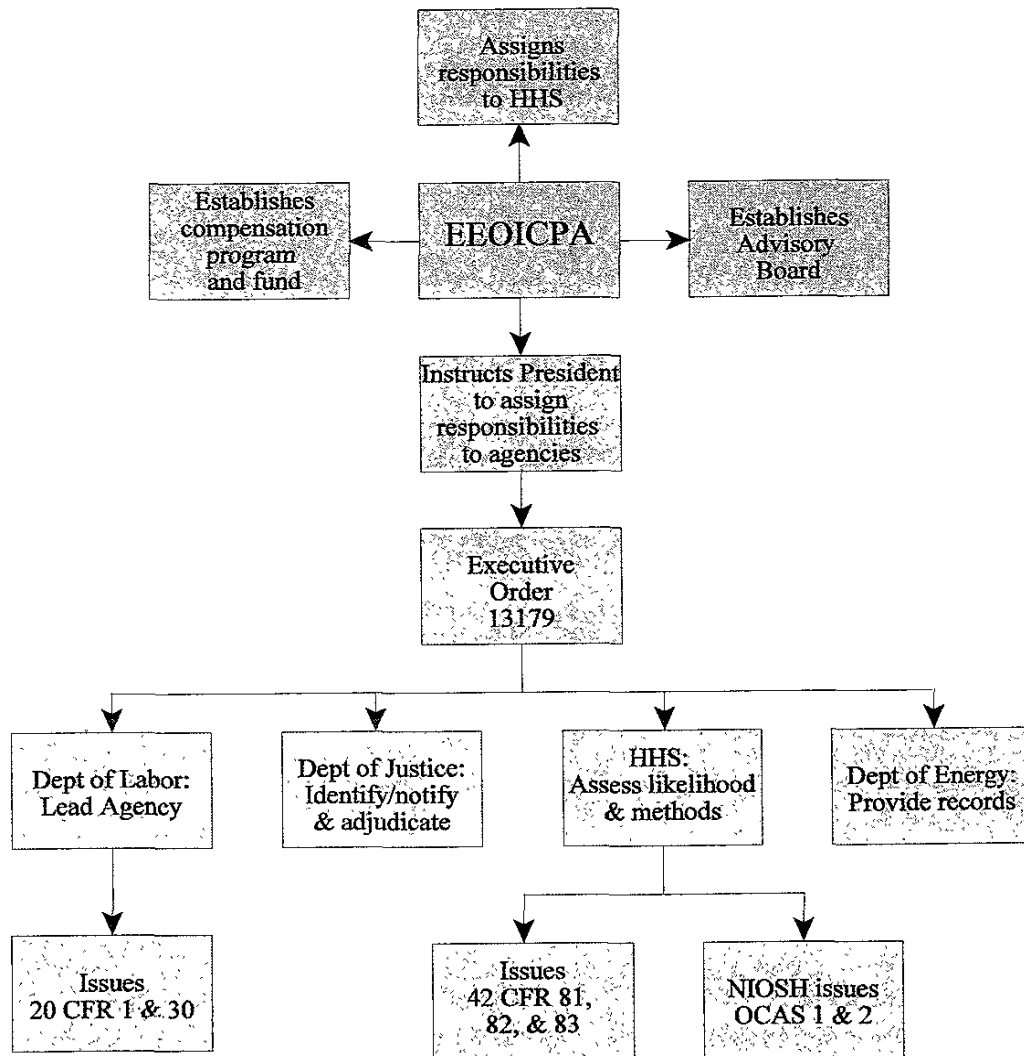 Assigns
responsibilities
to HHS
Establishes
compensation
program
and fund
EEOICPA
Establishes
Advisory
Board
Instructs President
to assign
responsibilities
to agencies
Executive
Order
13179
Dept of Labor:
Lead Agency
Dept of Justice:
Identify/notify
& adjudicate
HHS:
Assess likelihood
& methods
Dept of Energy:
Provide records
Issues
20 CFR 1 & 30
Issues
42 CFR 81,
82, & 83
NIOSH issues
OCAS 1 & 2